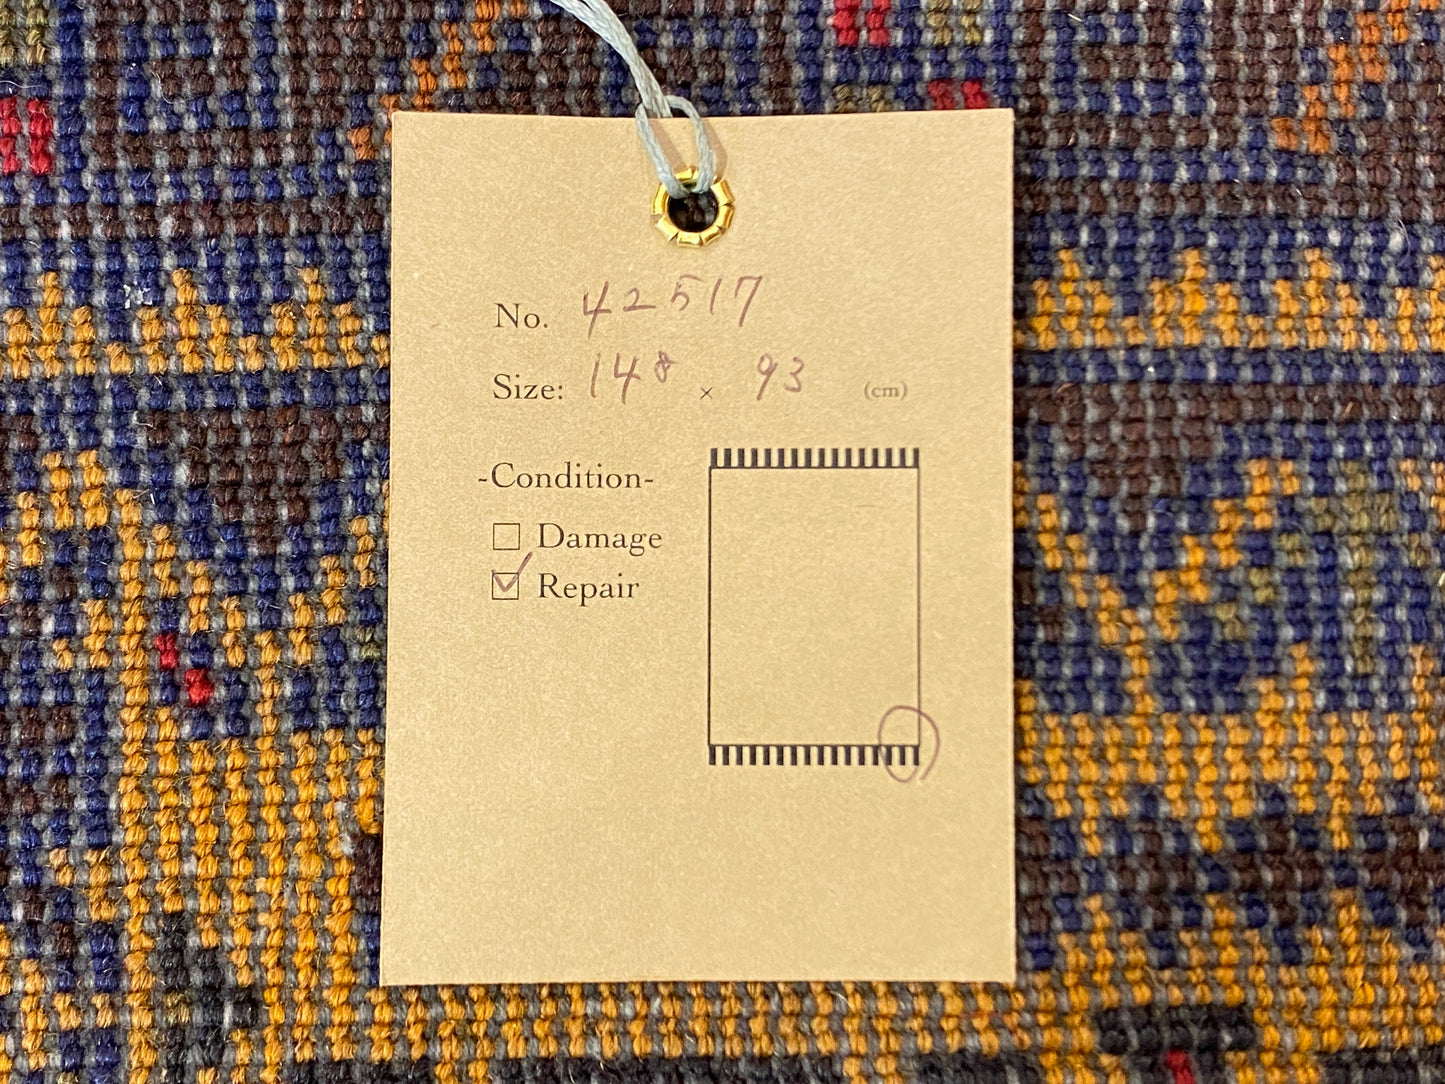 No. 42517
Size: 148 × 93 (cm)
-Condition-
☐ Damage
☑ Repair